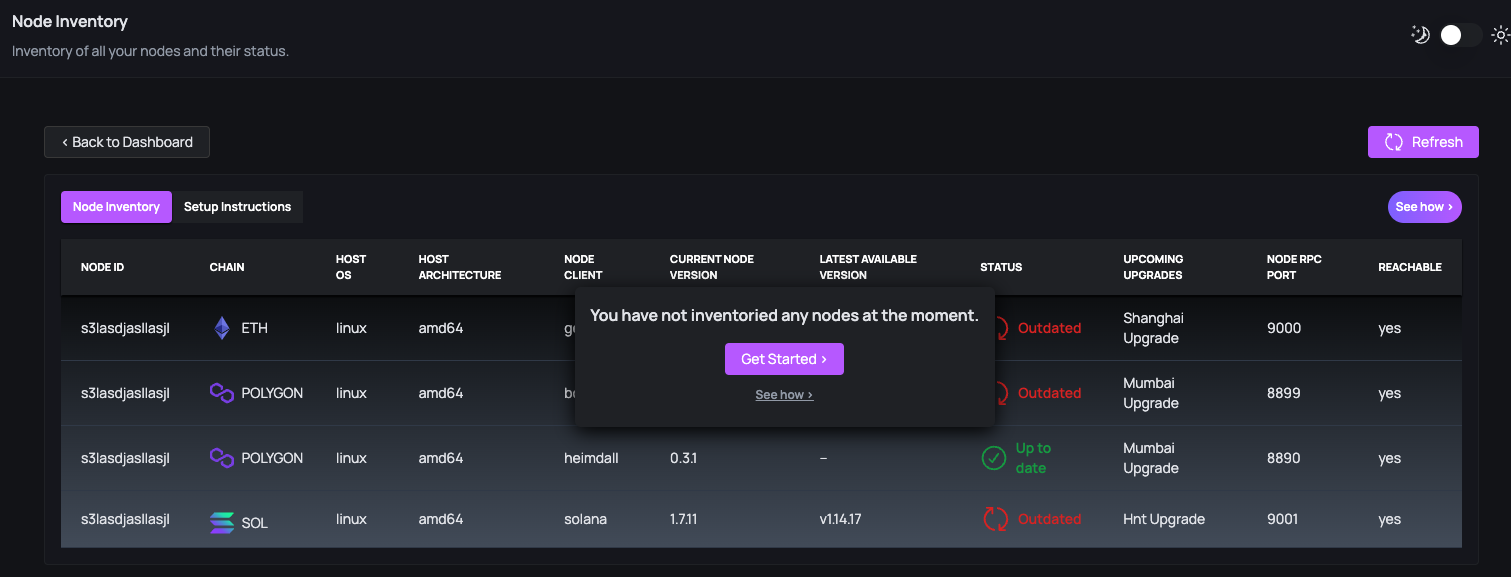 Node Inventory
Inventory of all your nodes and their status.
‹ Back to Dashboard
Refresh
Node Inventory Setup Instructions
See how ›
NODE ID CHAIN HOST OS HOST ARCHITECTURE NODE CLIENT CURRENT NODE VERSION LATEST AVAILABLE VERSION STATUS UPCOMING UPGRADES NODE RPC PORT REACHABLE
s3lasdjasllasjl ETH linux amd64 Outdated Shanghai Upgrade 9000 yes
You have not inventoried any nodes at the moment.
Get Started ›
See how ›
s3lasdjasllasjl POLYGON linux amd64 Outdated Mumbai Upgrade 8899 yes
s3lasdjasllasjl POLYGON linux amd64 heimdall 0.3.1 – Up to date Mumbai Upgrade 8890 yes
s3lasdjasllasjl SOL linux amd64 solana 1.7.11 v1.14.17 Outdated Hnt Upgrade 9001 yes